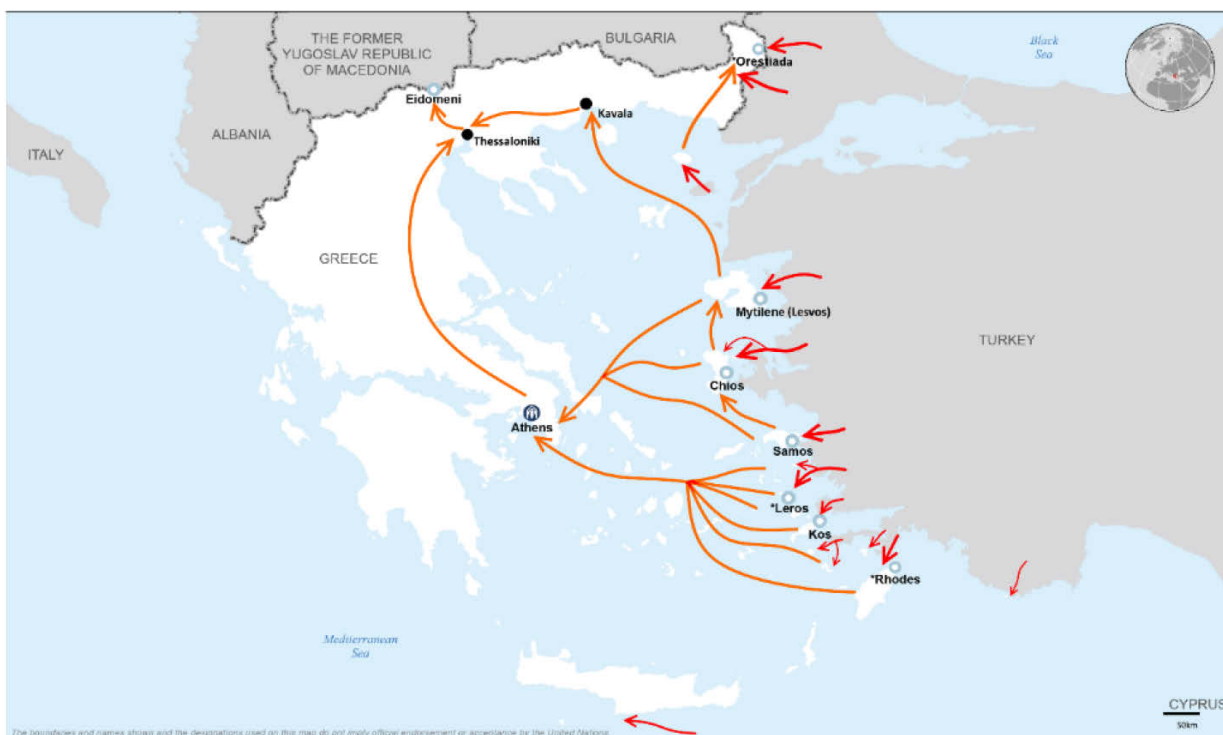 THE FORMER
YUGOSLAV REPUBLIC
OF MACEDONIA
BULGARIA
Black
Sea
*Orestiada
Eidomeni
Kavala
ALBANIA
Thessaloniki
ITALY
GREECE
Mytilene (Lesvos)
TURKEY
Chios
Athens
Samos
*Leros
Kos
*Rhodes
Mediterranean
Sea
CYPRUS
50km
The boundaries and names shown and the designations used on this map do not imply official endorsement or acceptance by the United Nations.